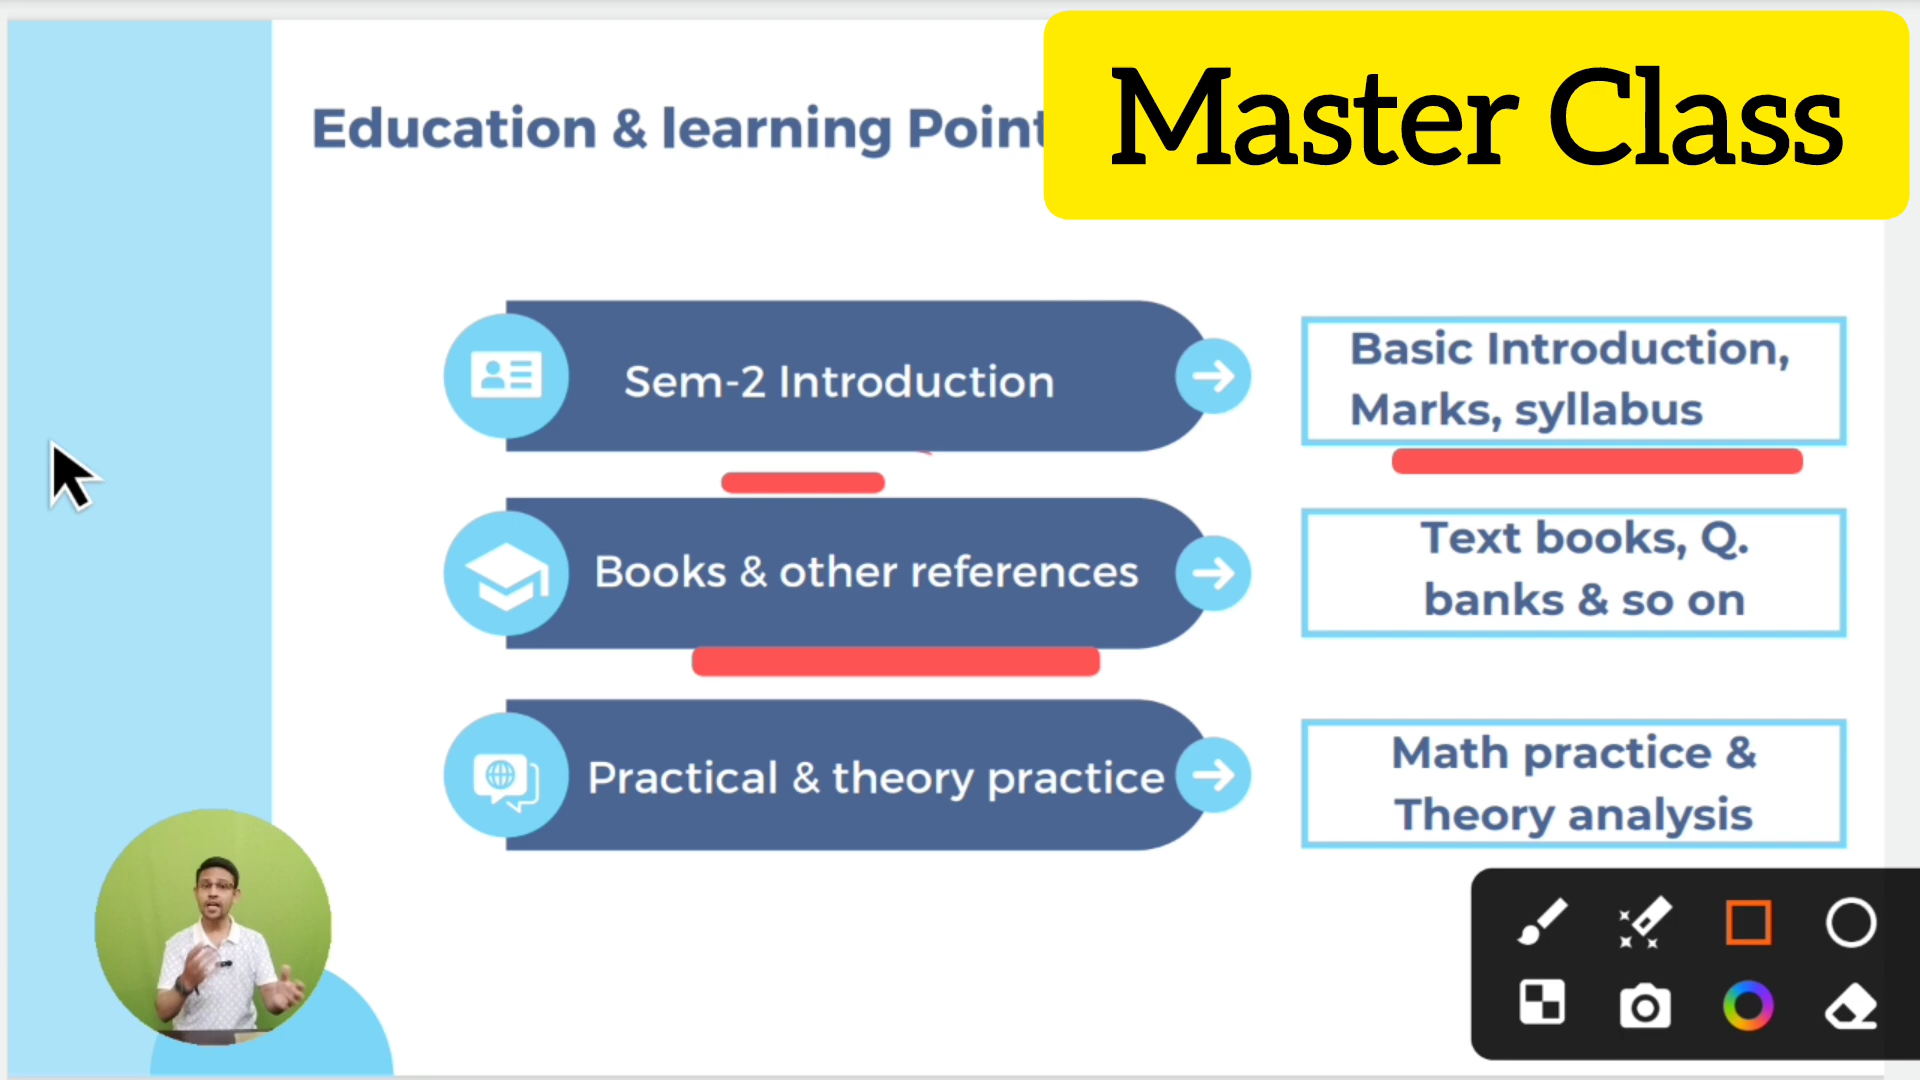 Education & learning Point
Master Class
Sem-2 Introduction
Basic Introduction,
Marks, syllabus
Books & other references
Text books, Q.
banks & so on
Practical & theory practice
Math practice &
Theory analysis